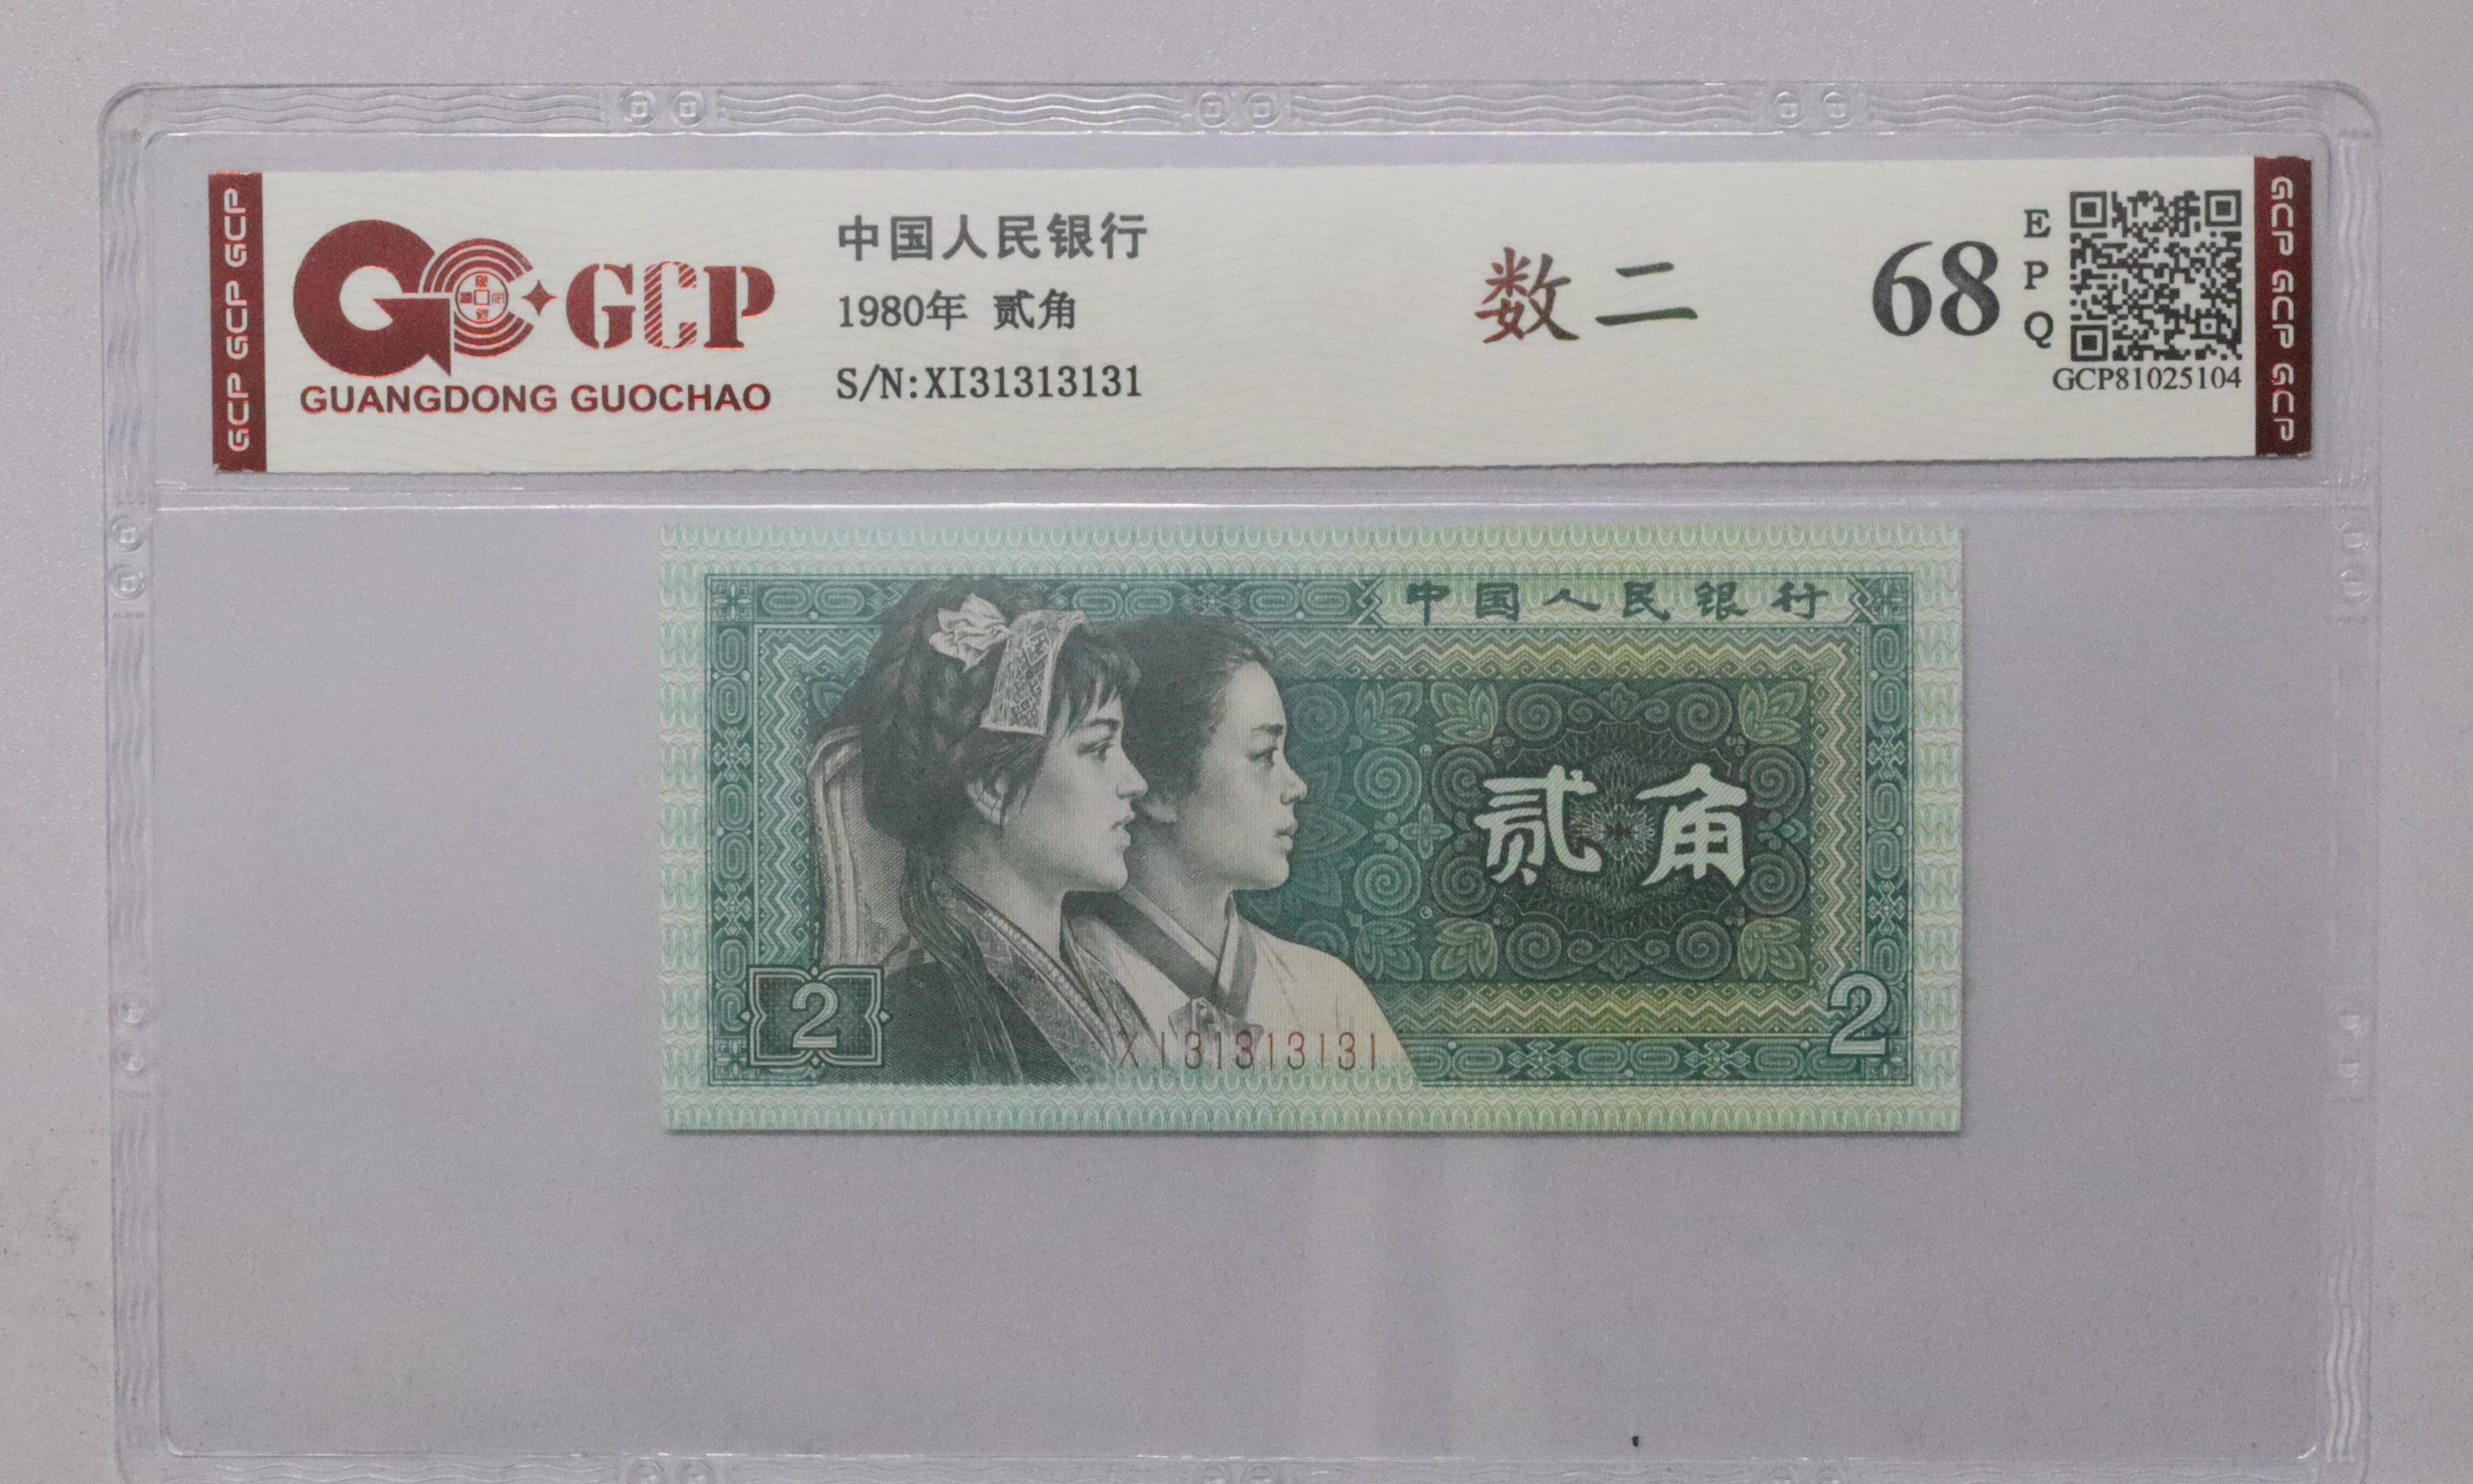 GCP GCP GCP
GCP
GUANGDONG GUOCHAO
中国人民银行
1980年 贰角
S/N:XI31313131
数二
68
E
P
Q
GCP81025104
GCP GCP GCP
中国人民银行
贰角
2
XI31313131
2